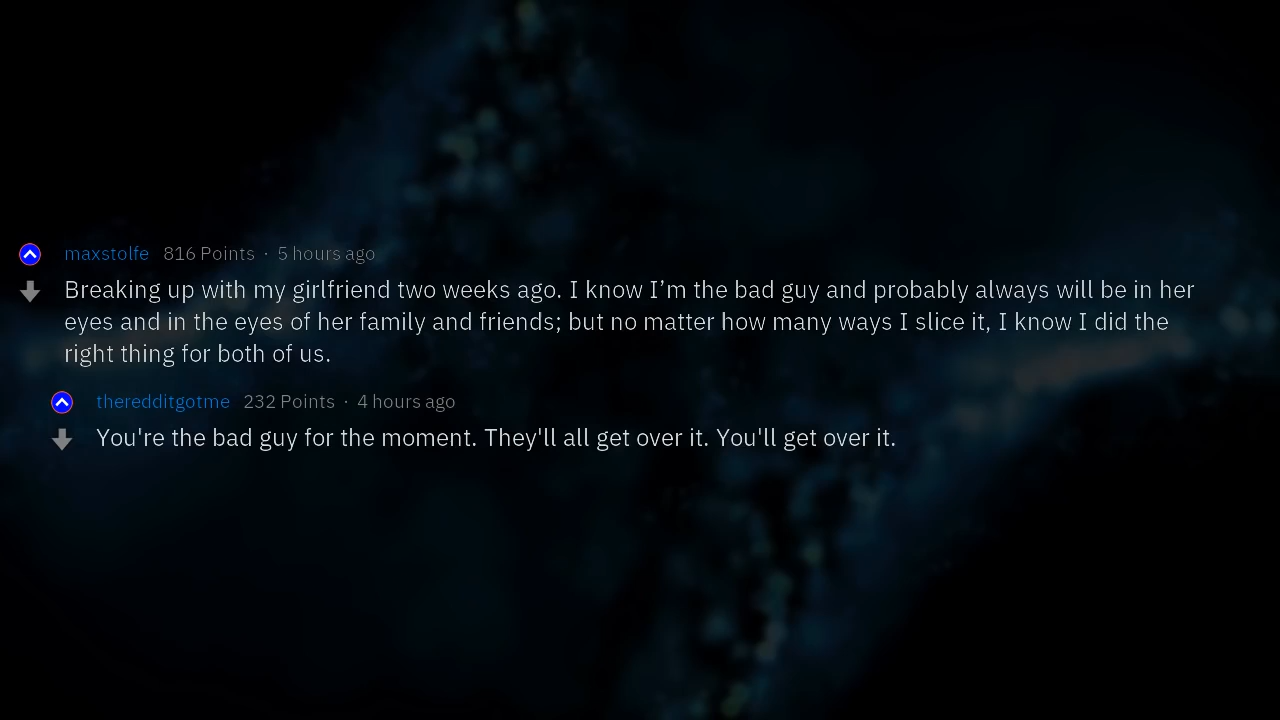 maxstolfe 816 Points · 5 hours ago
Breaking up with my girlfriend two weeks ago. I know I’m the bad guy and probably always will be in her
eyes and in the eyes of her family and friends; but no matter how many ways I slice it, I know I did the
right thing for both of us.
theredditgotme 232 Points · 4 hours ago
You're the bad guy for the moment. They'll all get over it. You'll get over it.